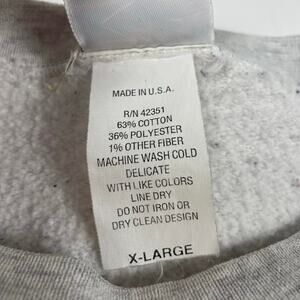 MADE IN U.S.A.
R/N 42351
63% COTTON
36% POLYESTER
1% OTHER FIBER
MACHINE WASH COLD
DELICATE
WITH LIKE COLORS
LINE DRY
DO NOT IRON OR
DRY CLEAN DESIGN
X-LARGE